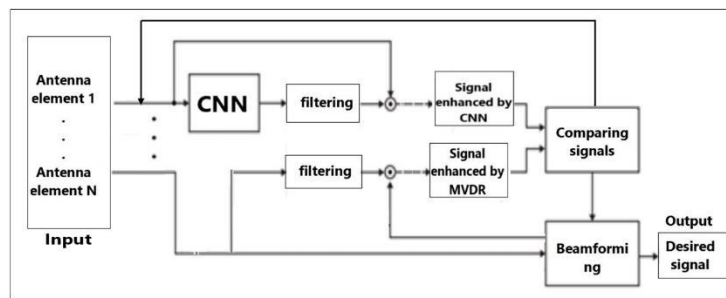 Antenna
element 1
.
.
.
Antenna
element N
Input
CNN
filtering
Signal
enhanced by
CNN
filtering
Signal
enhanced by
MVDR
Comparing
signals
Beamformi
ng
Output
Desired
signal